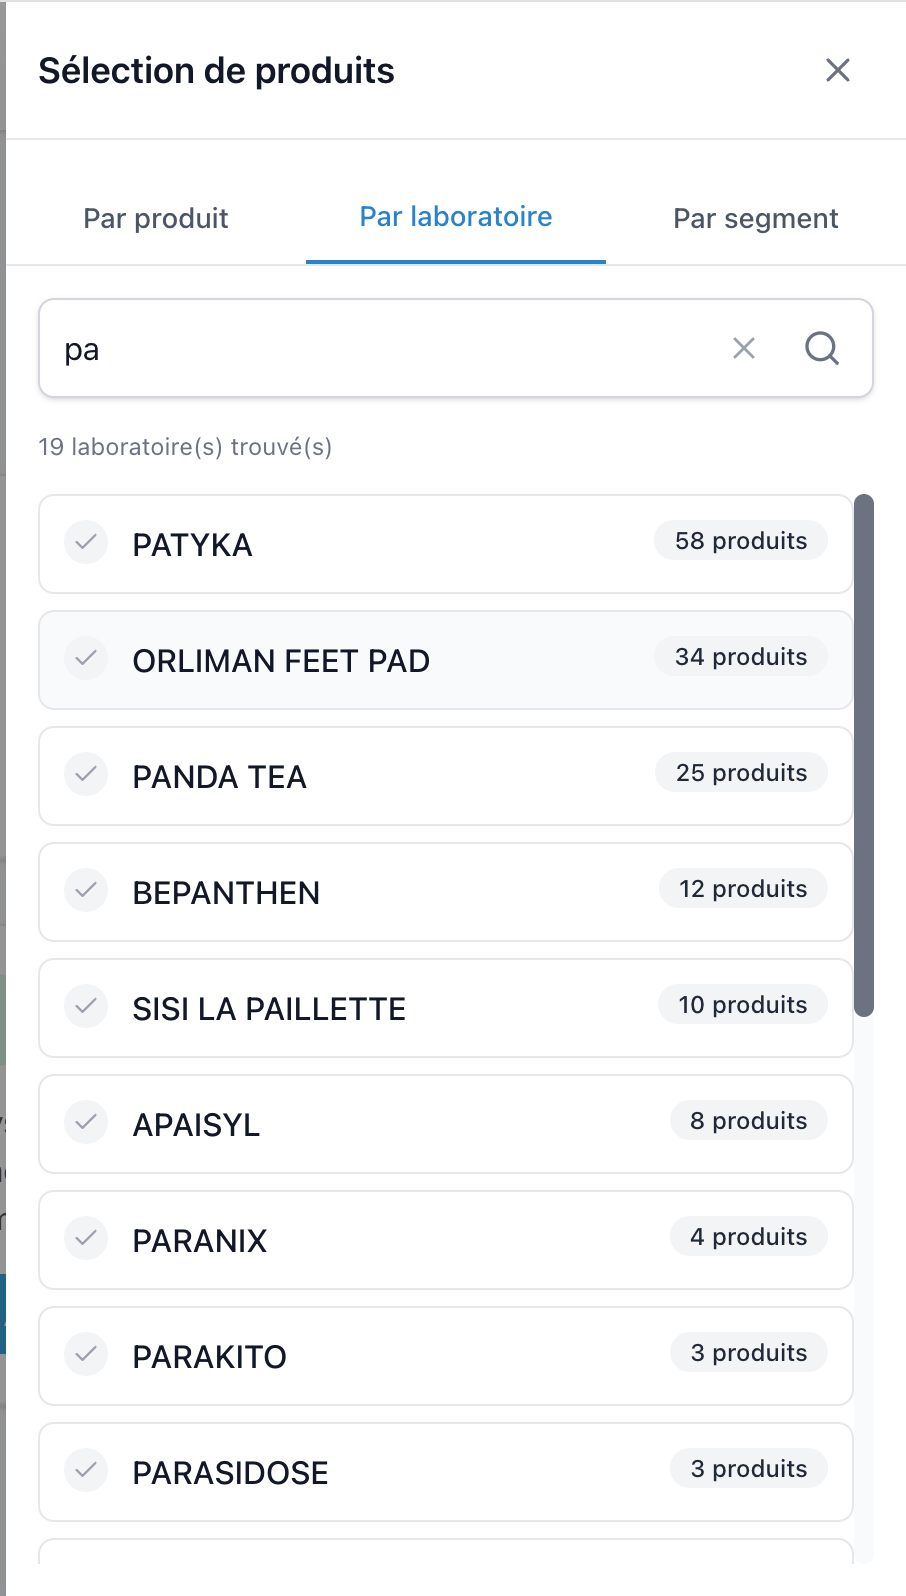 Sélection de produits
Par produit
Par laboratoire
Par segment
pa
19 laboratoire(s) trouvé(s)
PATYKA
58 produits
ORLIMAN FEET PAD
34 produits
PANDA TEA
25 produits
BEPANTHEN
12 produits
SISI LA PAILLETTE
10 produits
APAISYL
8 produits
PARANIX
4 produits
PARAKITO
3 produits
PARASIDOSE
3 produits